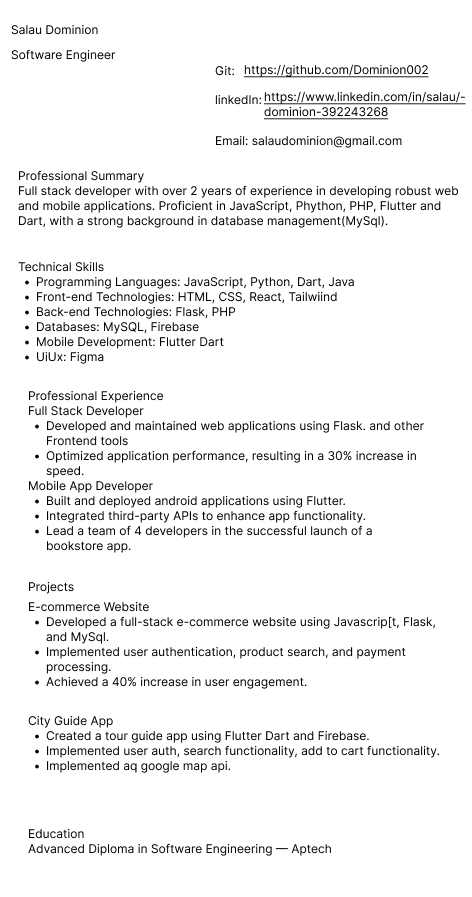 Salau Dominion
Software Engineer
Git: https://github.com/Dominion002
linkedIn: https://www.linkedin.com/in/salau/-
dominion-392243268
Email: salaudominion@gmail.com
Professional Summary
Full stack developer with over 2 years of experience in developing robust web
and mobile applications. Proficient in JavaScript, Phython, PHP, Flutter and
Dart, with a strong background in database management(MySql).
Technical Skills
• Programming Languages: JavaScript, Python, Dart, Java
• Front-end Technologies: HTML, CSS, React, Tailwiind
• Back-end Technologies: Flask, PHP
• Databases: MySQL, Firebase
• Mobile Development: Flutter Dart
• UiUx: Figma
Professional Experience
Full Stack Developer
• Developed and maintained web applications using Flask. and other
Frontend tools
• Optimized application performance, resulting in a 30% increase in
speed.
Mobile App Developer
• Built and deployed android applications using Flutter.
• Integrated third-party APIs to enhance app functionality.
• Lead a team of 4 developers in the successful launch of a
bookstore app.
Projects
E-commerce Website
• Developed a full-stack e-commerce website using Javascrip[t, Flask,
and MySql.
• Implemented user authentication, product search, and payment
processing.
• Achieved a 40% increase in user engagement.
City Guide App
• Created a tour guide app using Flutter Dart and Firebase.
• Implemented user auth, search functionality, add to cart functionality.
• Implemented aq google map api.
Education
Advanced Diploma in Software Engineering — Aptech